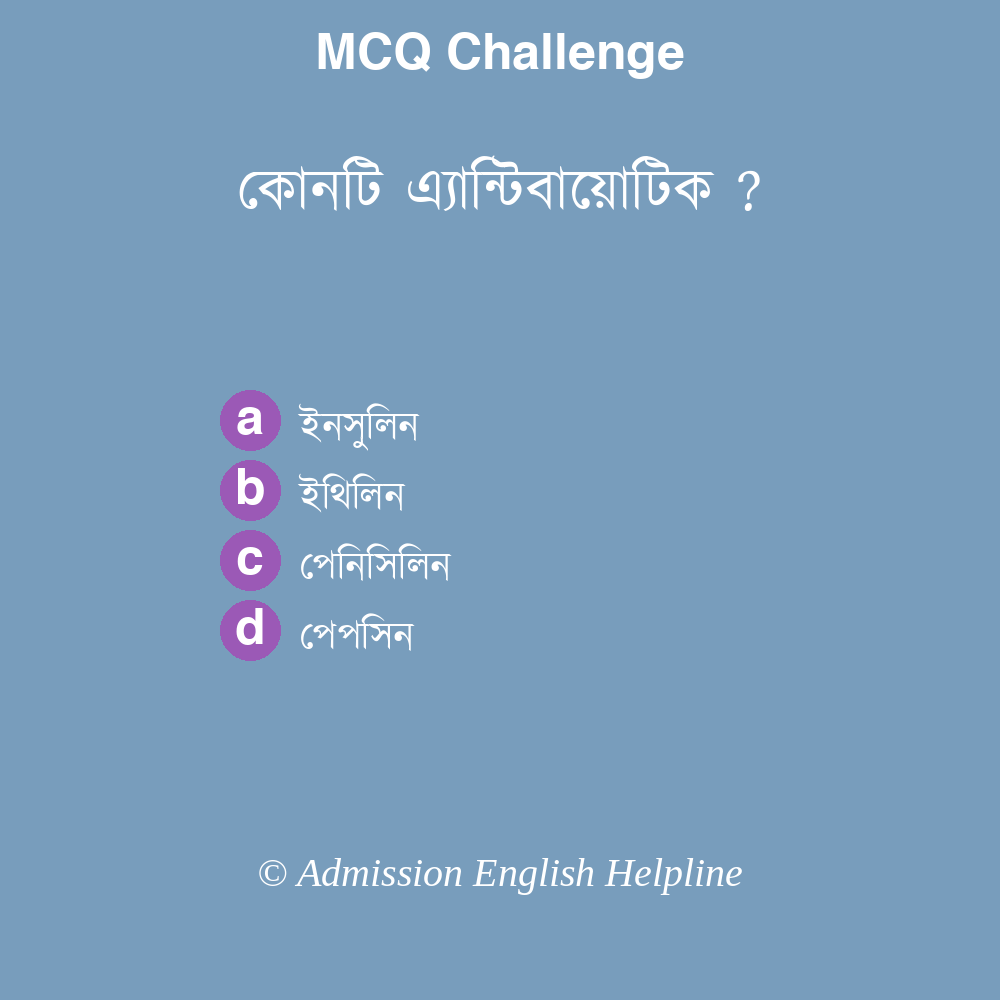 MCQ Challenge
কোনটি এ্যান্টিবায়োটিক ?
a ইনসুলিন
b ইথিলিন
c পেনিসিলিন
d পেপসিন
© Admission English Helpline